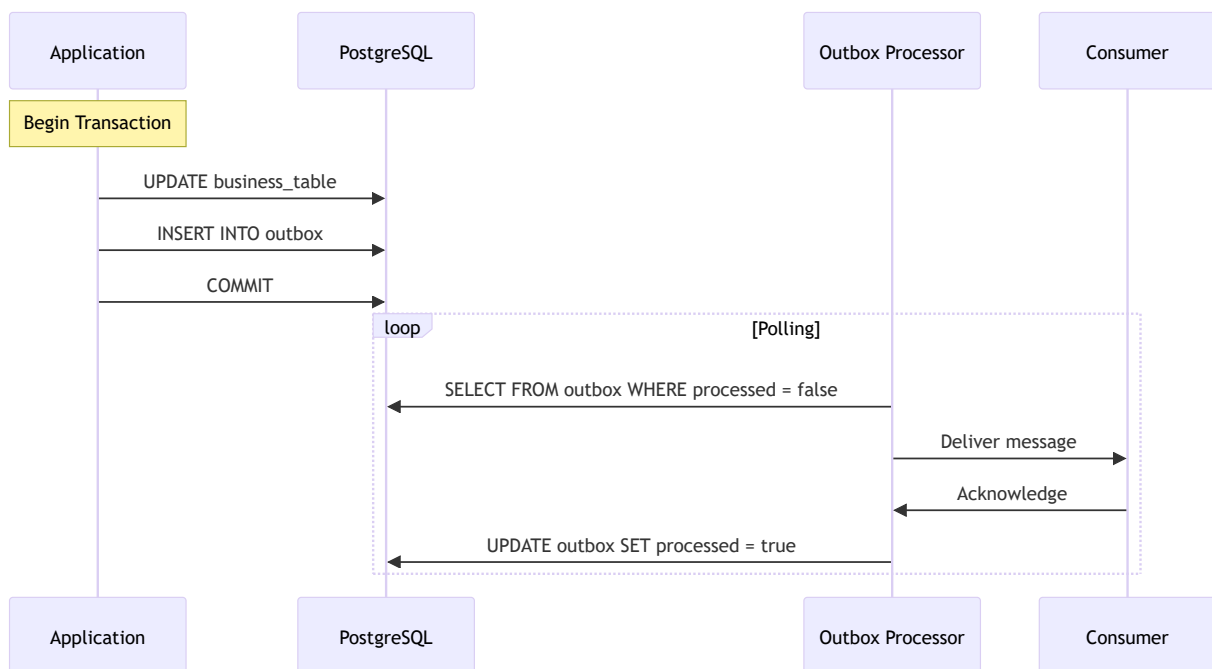 Application
PostgreSQL
Outbox Processor
Consumer
Begin Transaction
UPDATE business_table
INSERT INTO outbox
COMMIT
loop
[Polling]
SELECT FROM outbox WHERE processed = false
Deliver message
Acknowledge
UPDATE outbox SET processed = true
Application
PostgreSQL
Outbox Processor
Consumer